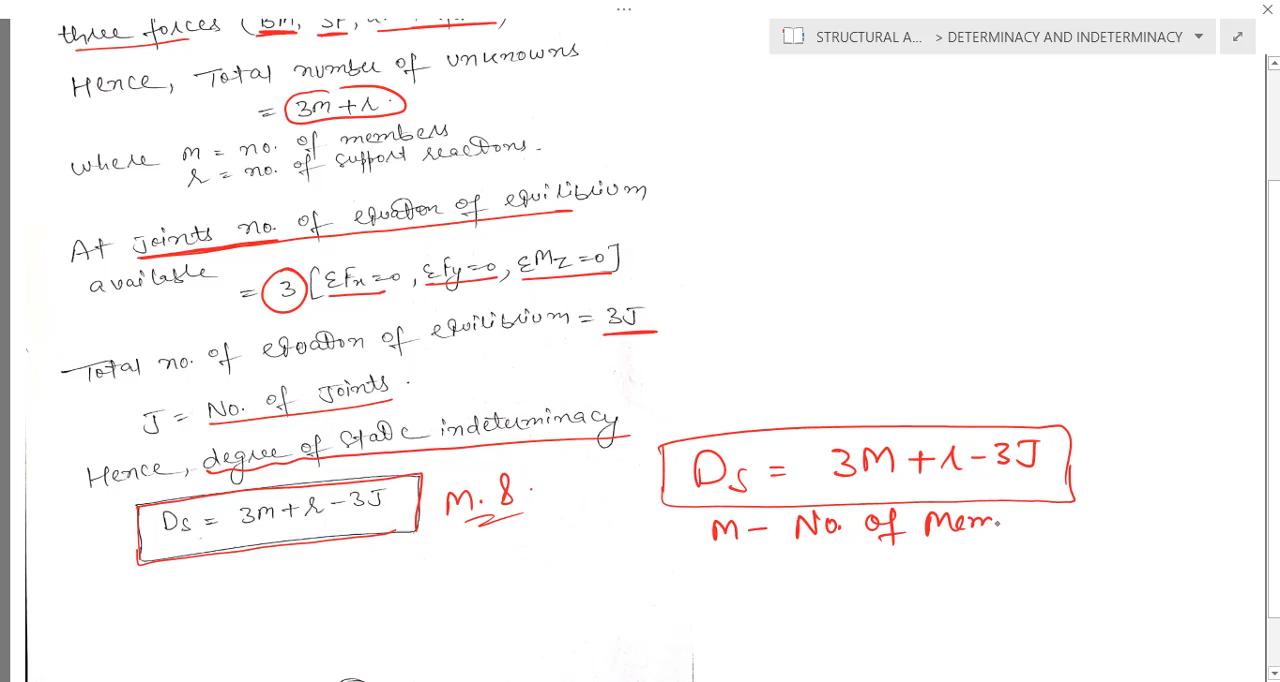 ...
STRUCTURAL A... > DETERMINACY AND INDETERMINACY
three forces (BM, SF,
Hence, Total number of unknowns
= 3m + r.
where m = no. of members
r = no. of support reactions.
At joints no. of equation of equilibrium
available
= 3 [ΣFx=0, ΣFy=0, ΣMz=0]
Total no. of equation of equilibrium = 3J
J = No. of Joints.
Hence, degree of static indeterminacy
Ds = 3m + r - 3J
M. 8.
Ds = 3M + r - 3J
M - No. of Mem